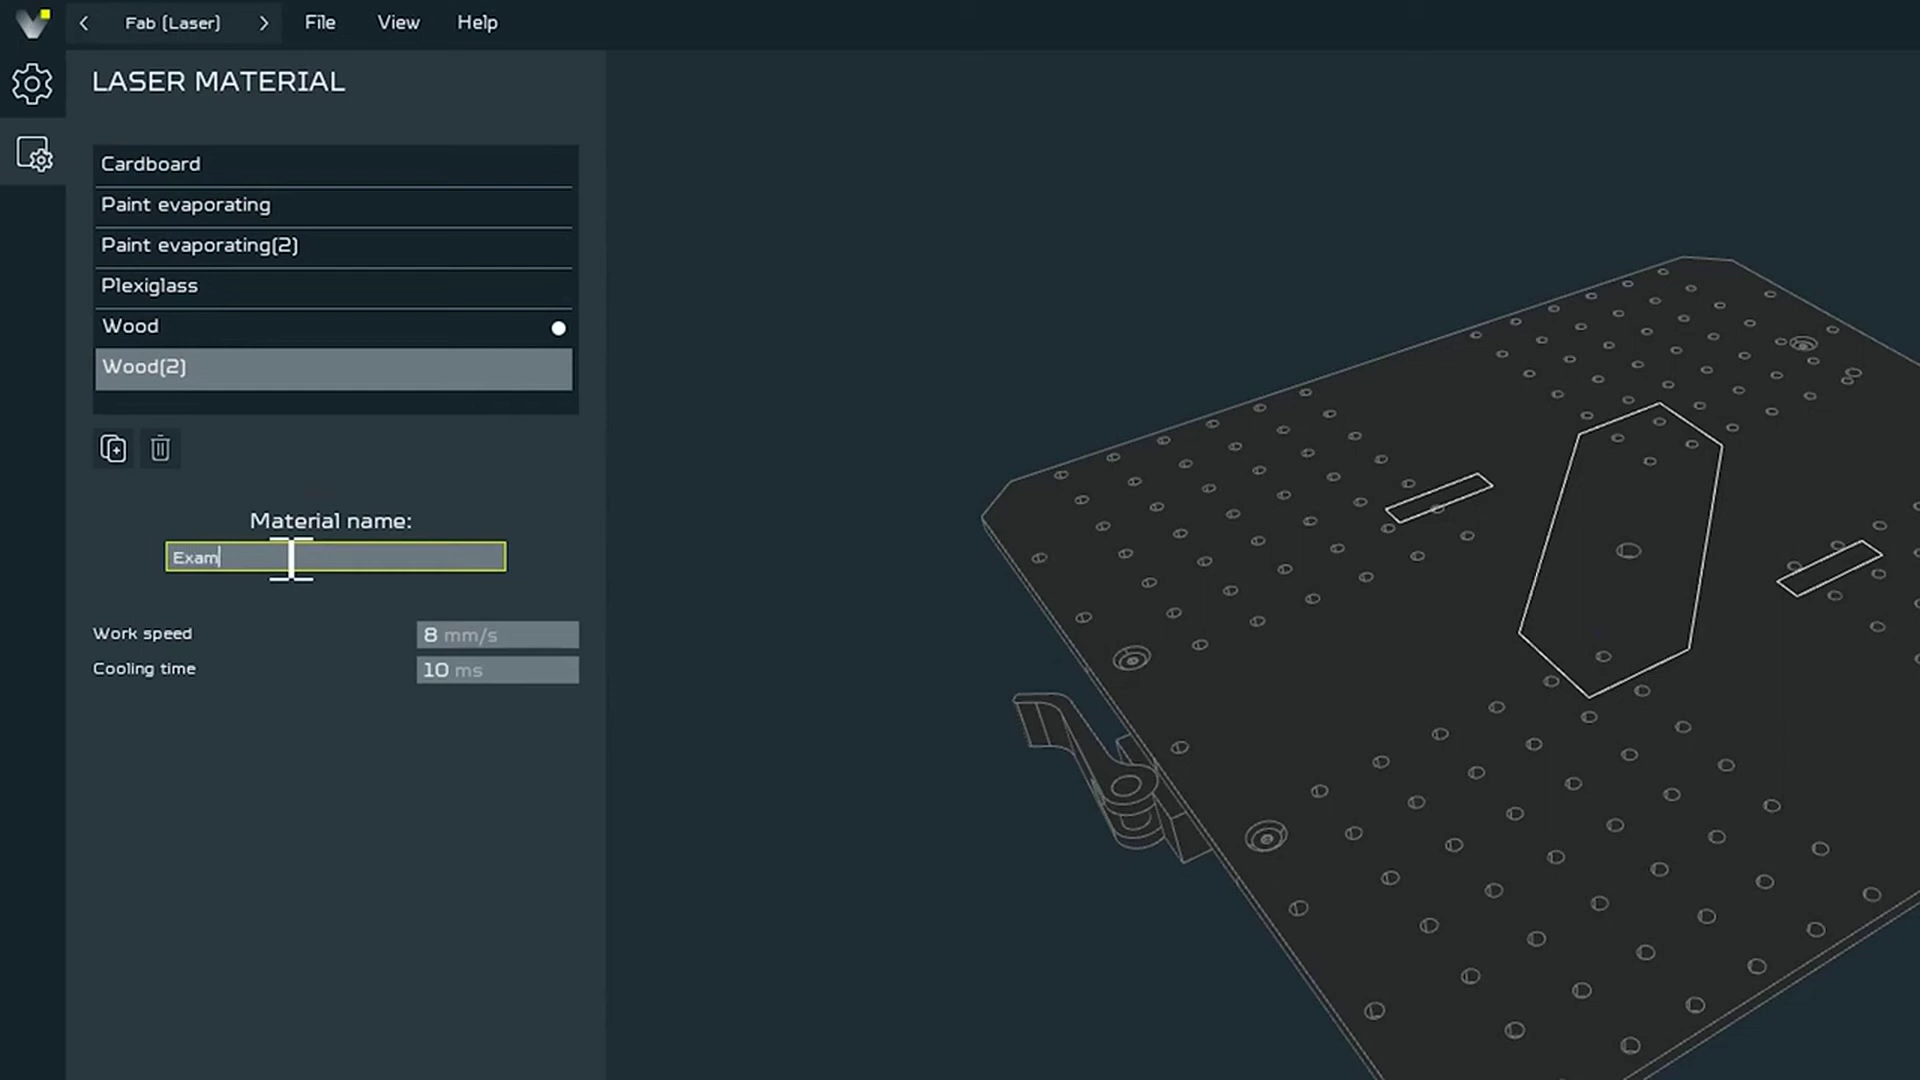 Fab (Laser) File View Help
LASER MATERIAL
Cardboard
Paint evaporating
Paint evaporating(2)
Plexiglass
Wood
Wood(2)
Material name:
Exam
Work speed 8 mm/s
Cooling time 10 ms